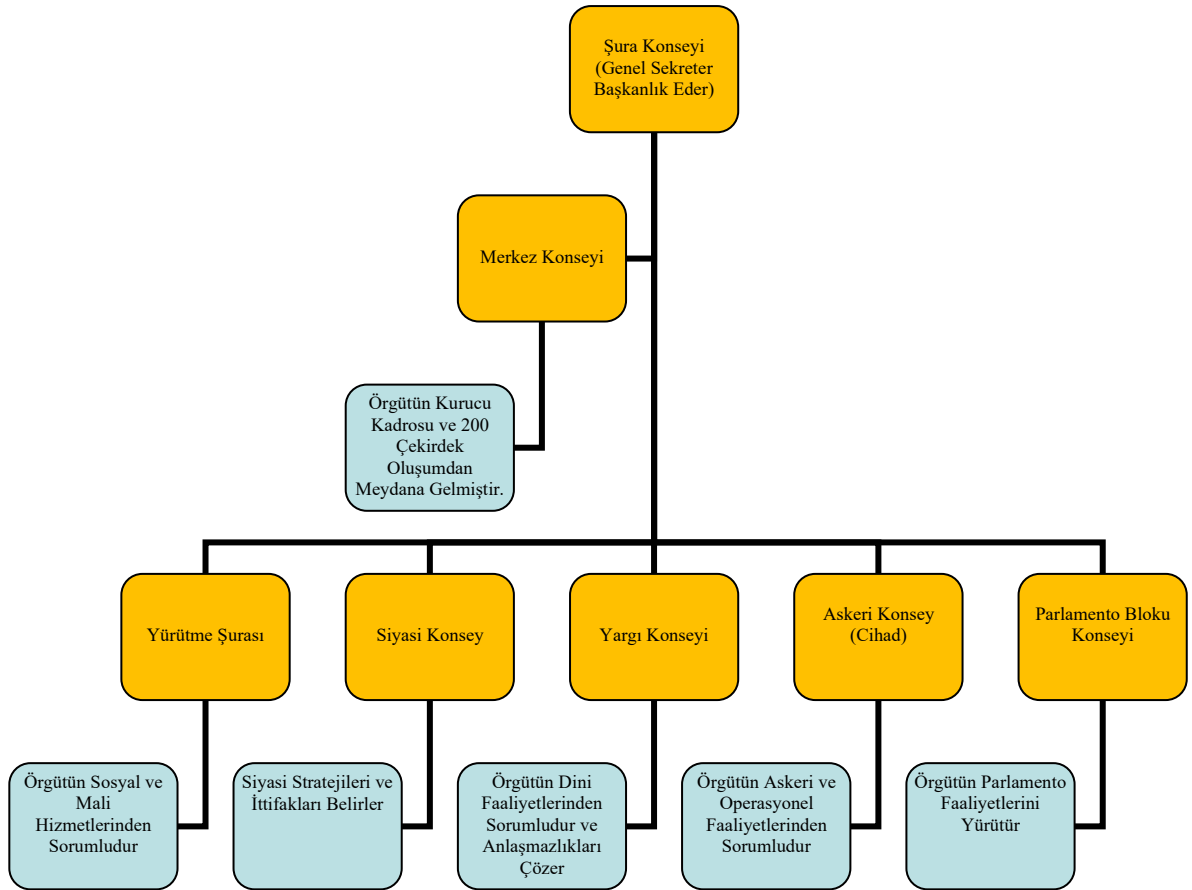 Şura Konseyi
(Genel Sekreter
Başkanlık Eder)
Merkez Konseyi
Örgütün Kurucu
Kadrosu ve 200
Çekirdek
Oluşumdan
Meydana Gelmiştir.
Yürütme Şurası
Siyasi Konsey
Yargı Konseyi
Askeri Konsey
(Cihad)
Parlamento Bloku
Konseyi
Örgütün Sosyal ve
Mali
Hizmetlerinden
Sorumludur
Siyasi Stratejileri ve
İttifakları Belirler
Örgütün Dini
Faaliyetlerinden
Sorumludur ve
Anlaşmazlıkları
Çözer
Örgütün Askeri ve
Operasyonel
Faaliyetlerinden
Sorumludur
Örgütün Parlamento
Faaliyetlerini
Yürütür